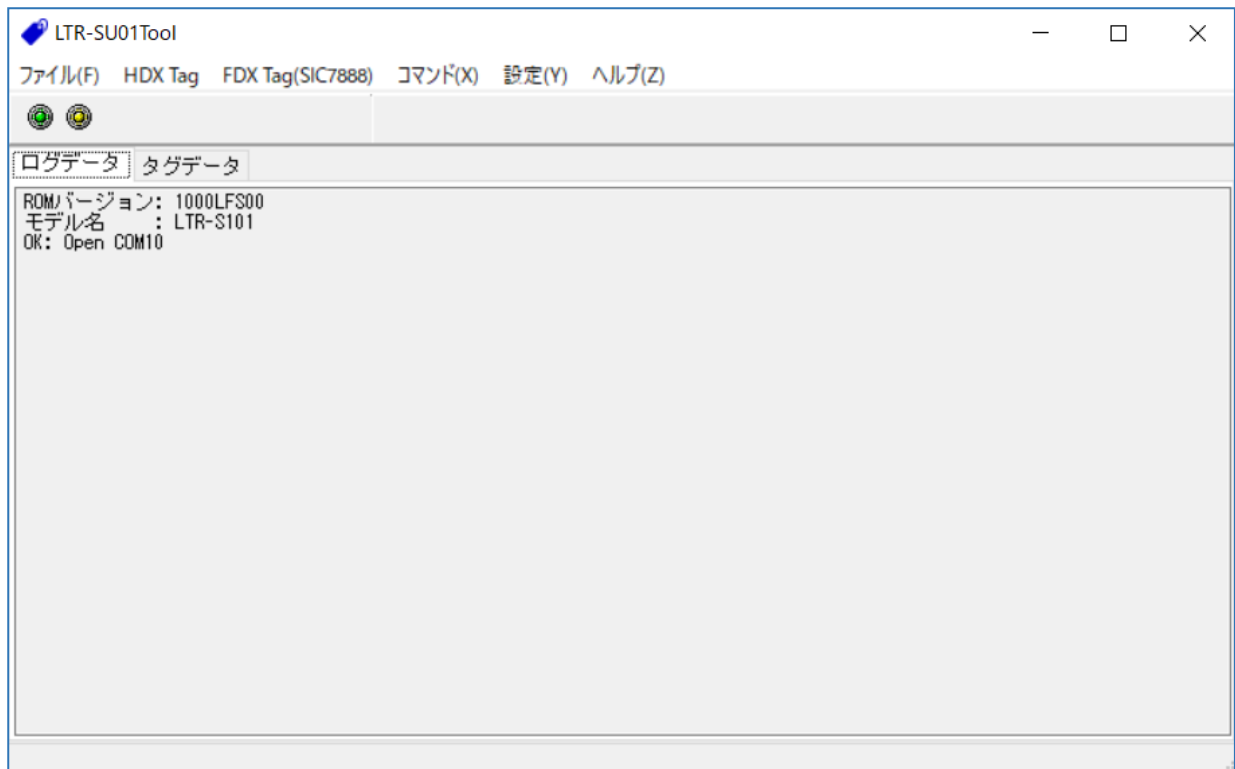 LTR-SU01Tool
ファイル(F) HDX Tag FDX Tag(SIC7888) コマンド(X) 設定(Y) ヘルプ(Z)
ログデータ タグデータ
ROMバージョン: 1000LFS00
モデル名 : LTR-S101
OK: Open COM10